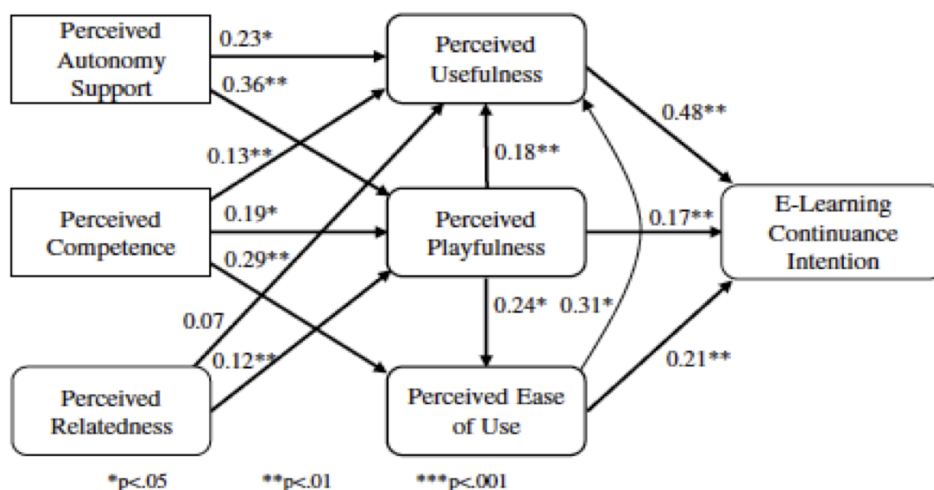 Perceived
Autonomy
Support
0.23*
0.36**
Perceived
Usefulness
0.48**
0.13**
0.18**
Perceived
Competence
0.19*
0.29**
Perceived
Playfulness
0.17**
E-Learning
Continuance
Intention
0.07
0.24*
0.31*
0.12**
0.21**
Perceived
Relatedness
Perceived Ease
of Use
*p<.05 **p<.01 ***p<.001